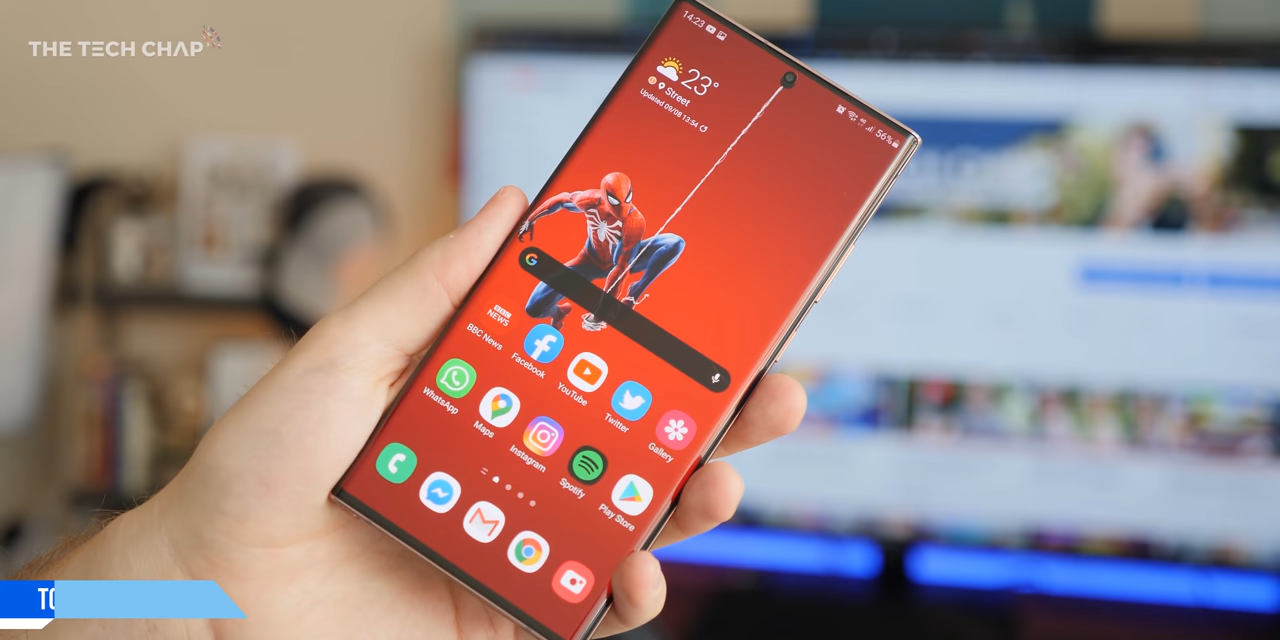 THE TECH CHAP
14:23
23°
Street
Updated 09/08 13:54
56%
G
BBC
NEWS
BBC News
Facebook
YouTube
Twitter
Gallery
WhatsApp
Maps
Instagram
Spotify
Play Store
TO